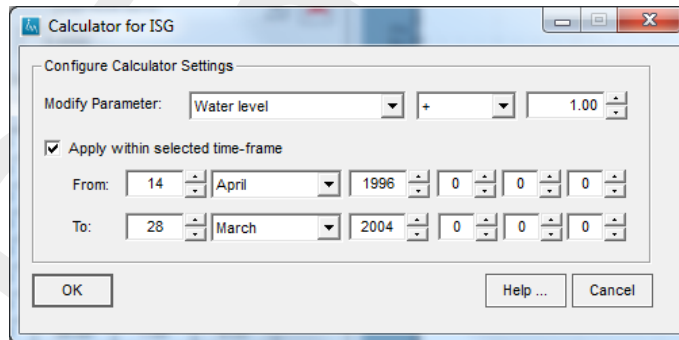 Calculator for ISG
Configure Calculator Settings
Modify Parameter: Water level + 1.00
Apply within selected time-frame
From: 14 April 1996 0 0 0
To: 28 March 2004 0 0 0
OK Help ... Cancel